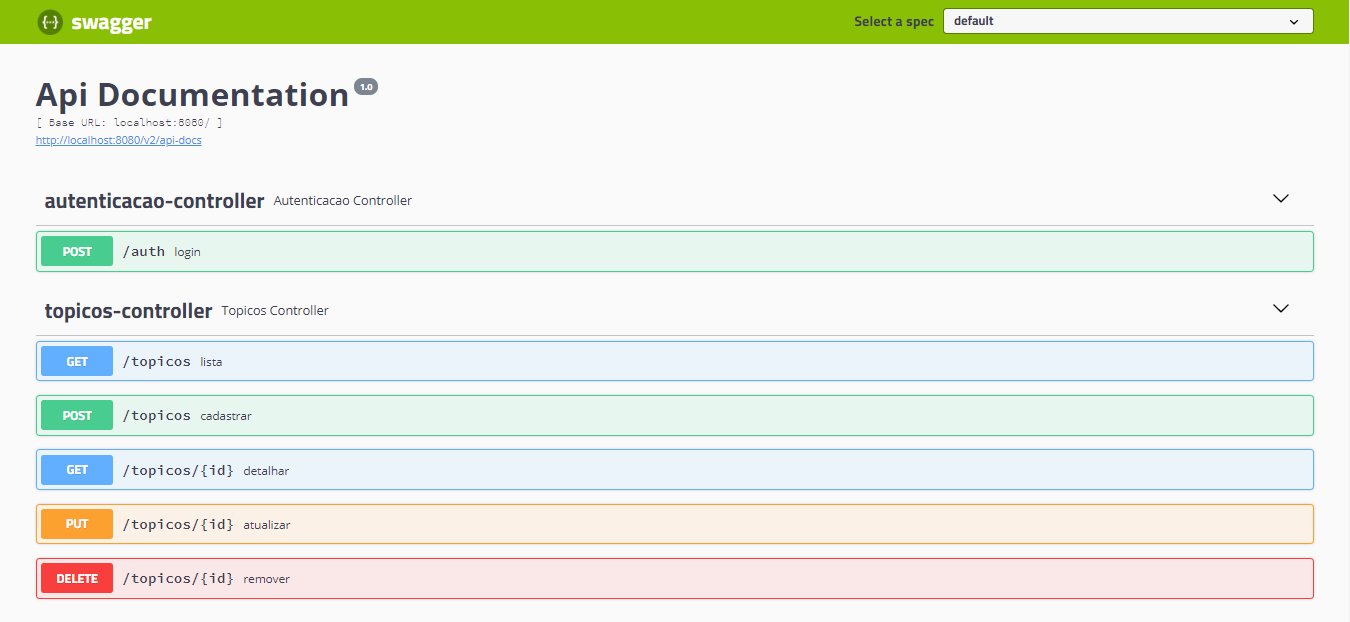 swagger Select a spec default
Api Documentation 1.0
[ Base URL: localhost:8080/ ]
http://localhost:8080/v2/api-docs
autenticacao-controller Autenticacao Controller
POST /auth login
topicos-controller Topicos Controller
GET /topicos lista
POST /topicos cadastrar
GET /topicos/{id} detalhar
PUT /topicos/{id} atualizar
DELETE /topicos/{id} remover